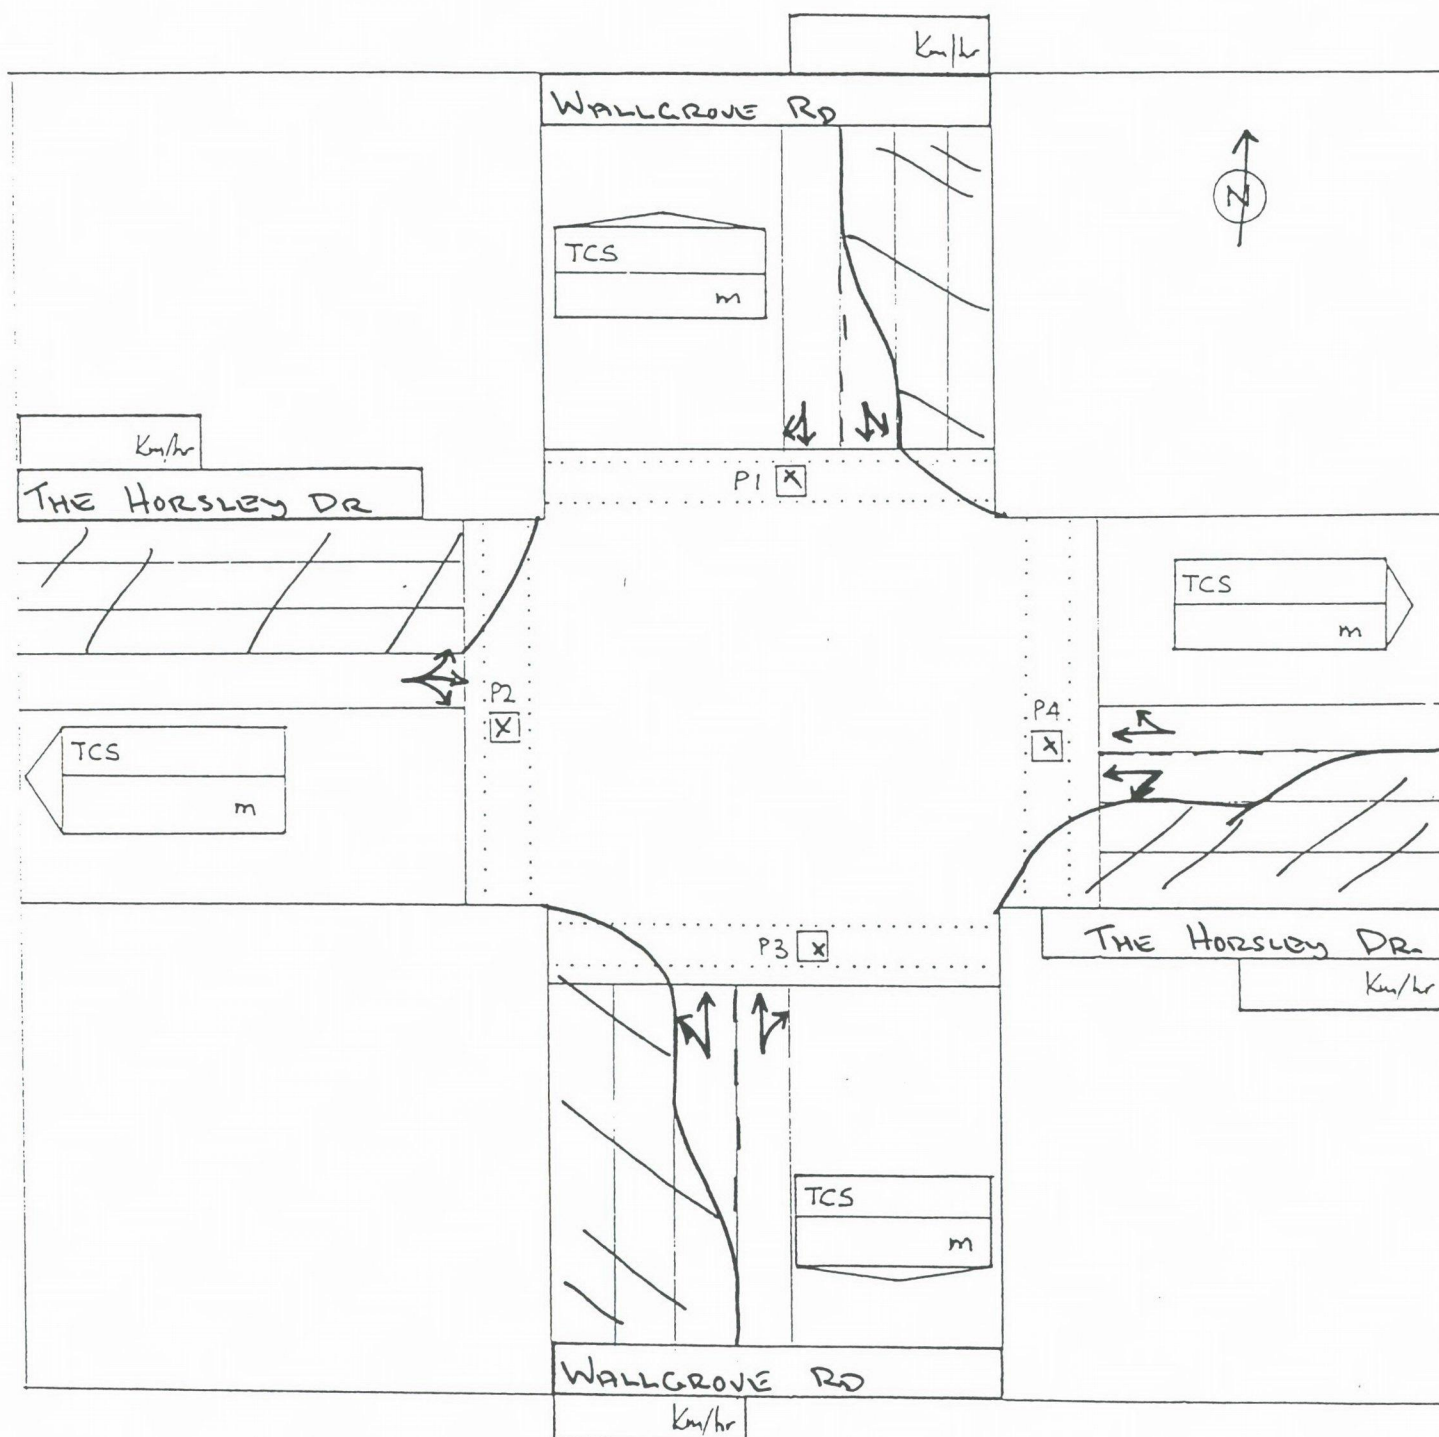 Km/hr
WALLGROVE RD
N
TCS
m
Km/hr
P1 X
THE HORSLEY DR
TCS
m
P2
X
P4
X
TCS
m
P3 X
THE HORSLEY DR.
Km/hr
TCS
m
WALLGROVE RD
Km/hr